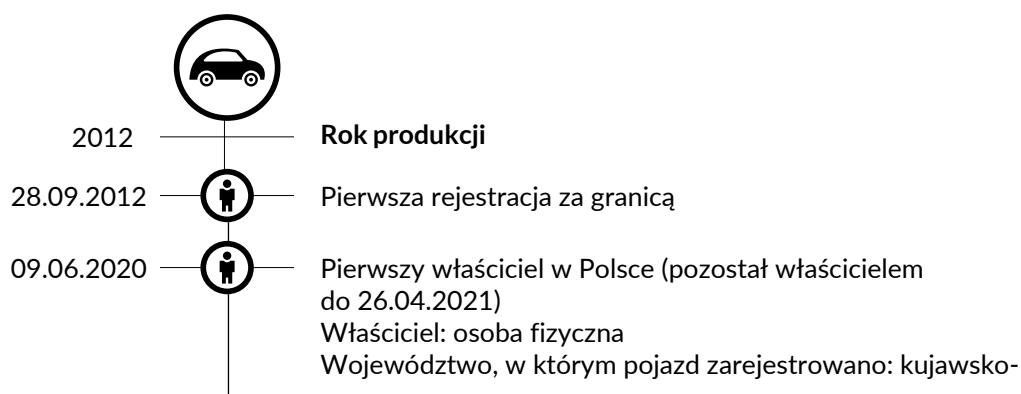 2012 Rok produkcji
28.09.2012 Pierwsza rejestracja za granicą
09.06.2020 Pierwszy właściciel w Polsce (pozostał właścicielem
do 26.04.2021)
Właściciel: osoba fizyczna
Województwo, w którym pojazd zarejestrowano: kujawsko-